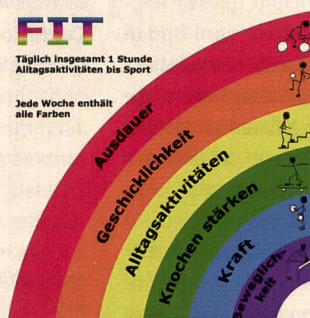 FIT
Täglich insgesamt 1 Stunde
Alltagsaktivitäten bis Sport
Jede Woche enthält
alle Farben
Ausdauer
Geschicklichkeit
Alltagsaktivitäten
Knochen stärken
Kraft
Beweglich-
keit